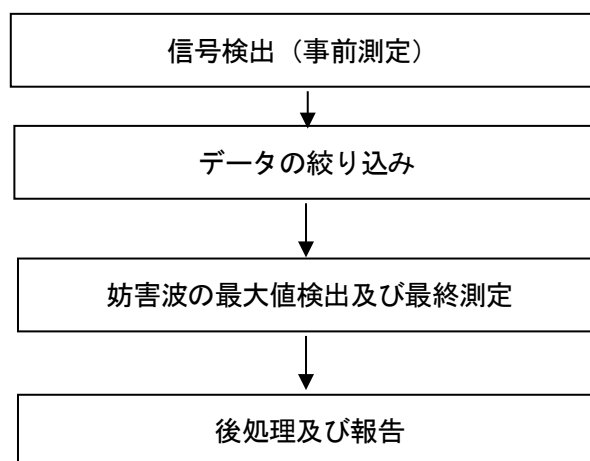 信号検出（事前測定）
データの絞り込み
妨害波の最大値検出及び最終測定
後処理及び報告